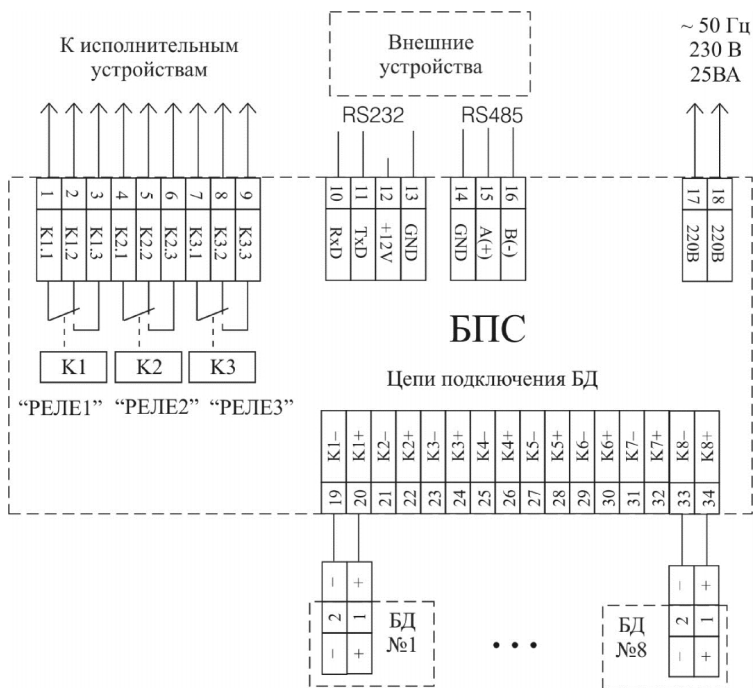 К исполнительным
устройствам
Внешние
устройства
~ 50 Гц
230 В
25ВА
RS232
RS485
1 2 3 4 5 6 7 8 9
10 11 12 13
14 15 16
17 18
K1.1 K1.2 K1.3 K2.1 K2.2 K2.3 K3.1 K3.2 K3.3
RxD TxD +12V GND
GND A(+) B(-)
220В 220В
БПС
K1 K2 K3
“РЕЛЕ1” “РЕЛЕ2” “РЕЛЕ3”
Цепи подключения БД
K1– K1+ K2– K2+ K3– K3+ K4– K4+ K5– K5+ K6– K6+ K7– K7+ K8– K8+
19 20 21 22 23 24 25 26 27 28 29 30 31 32 33 34
– +
– +
2 1
БД
№1
• • •
БД
№8
2 1
– +
– +